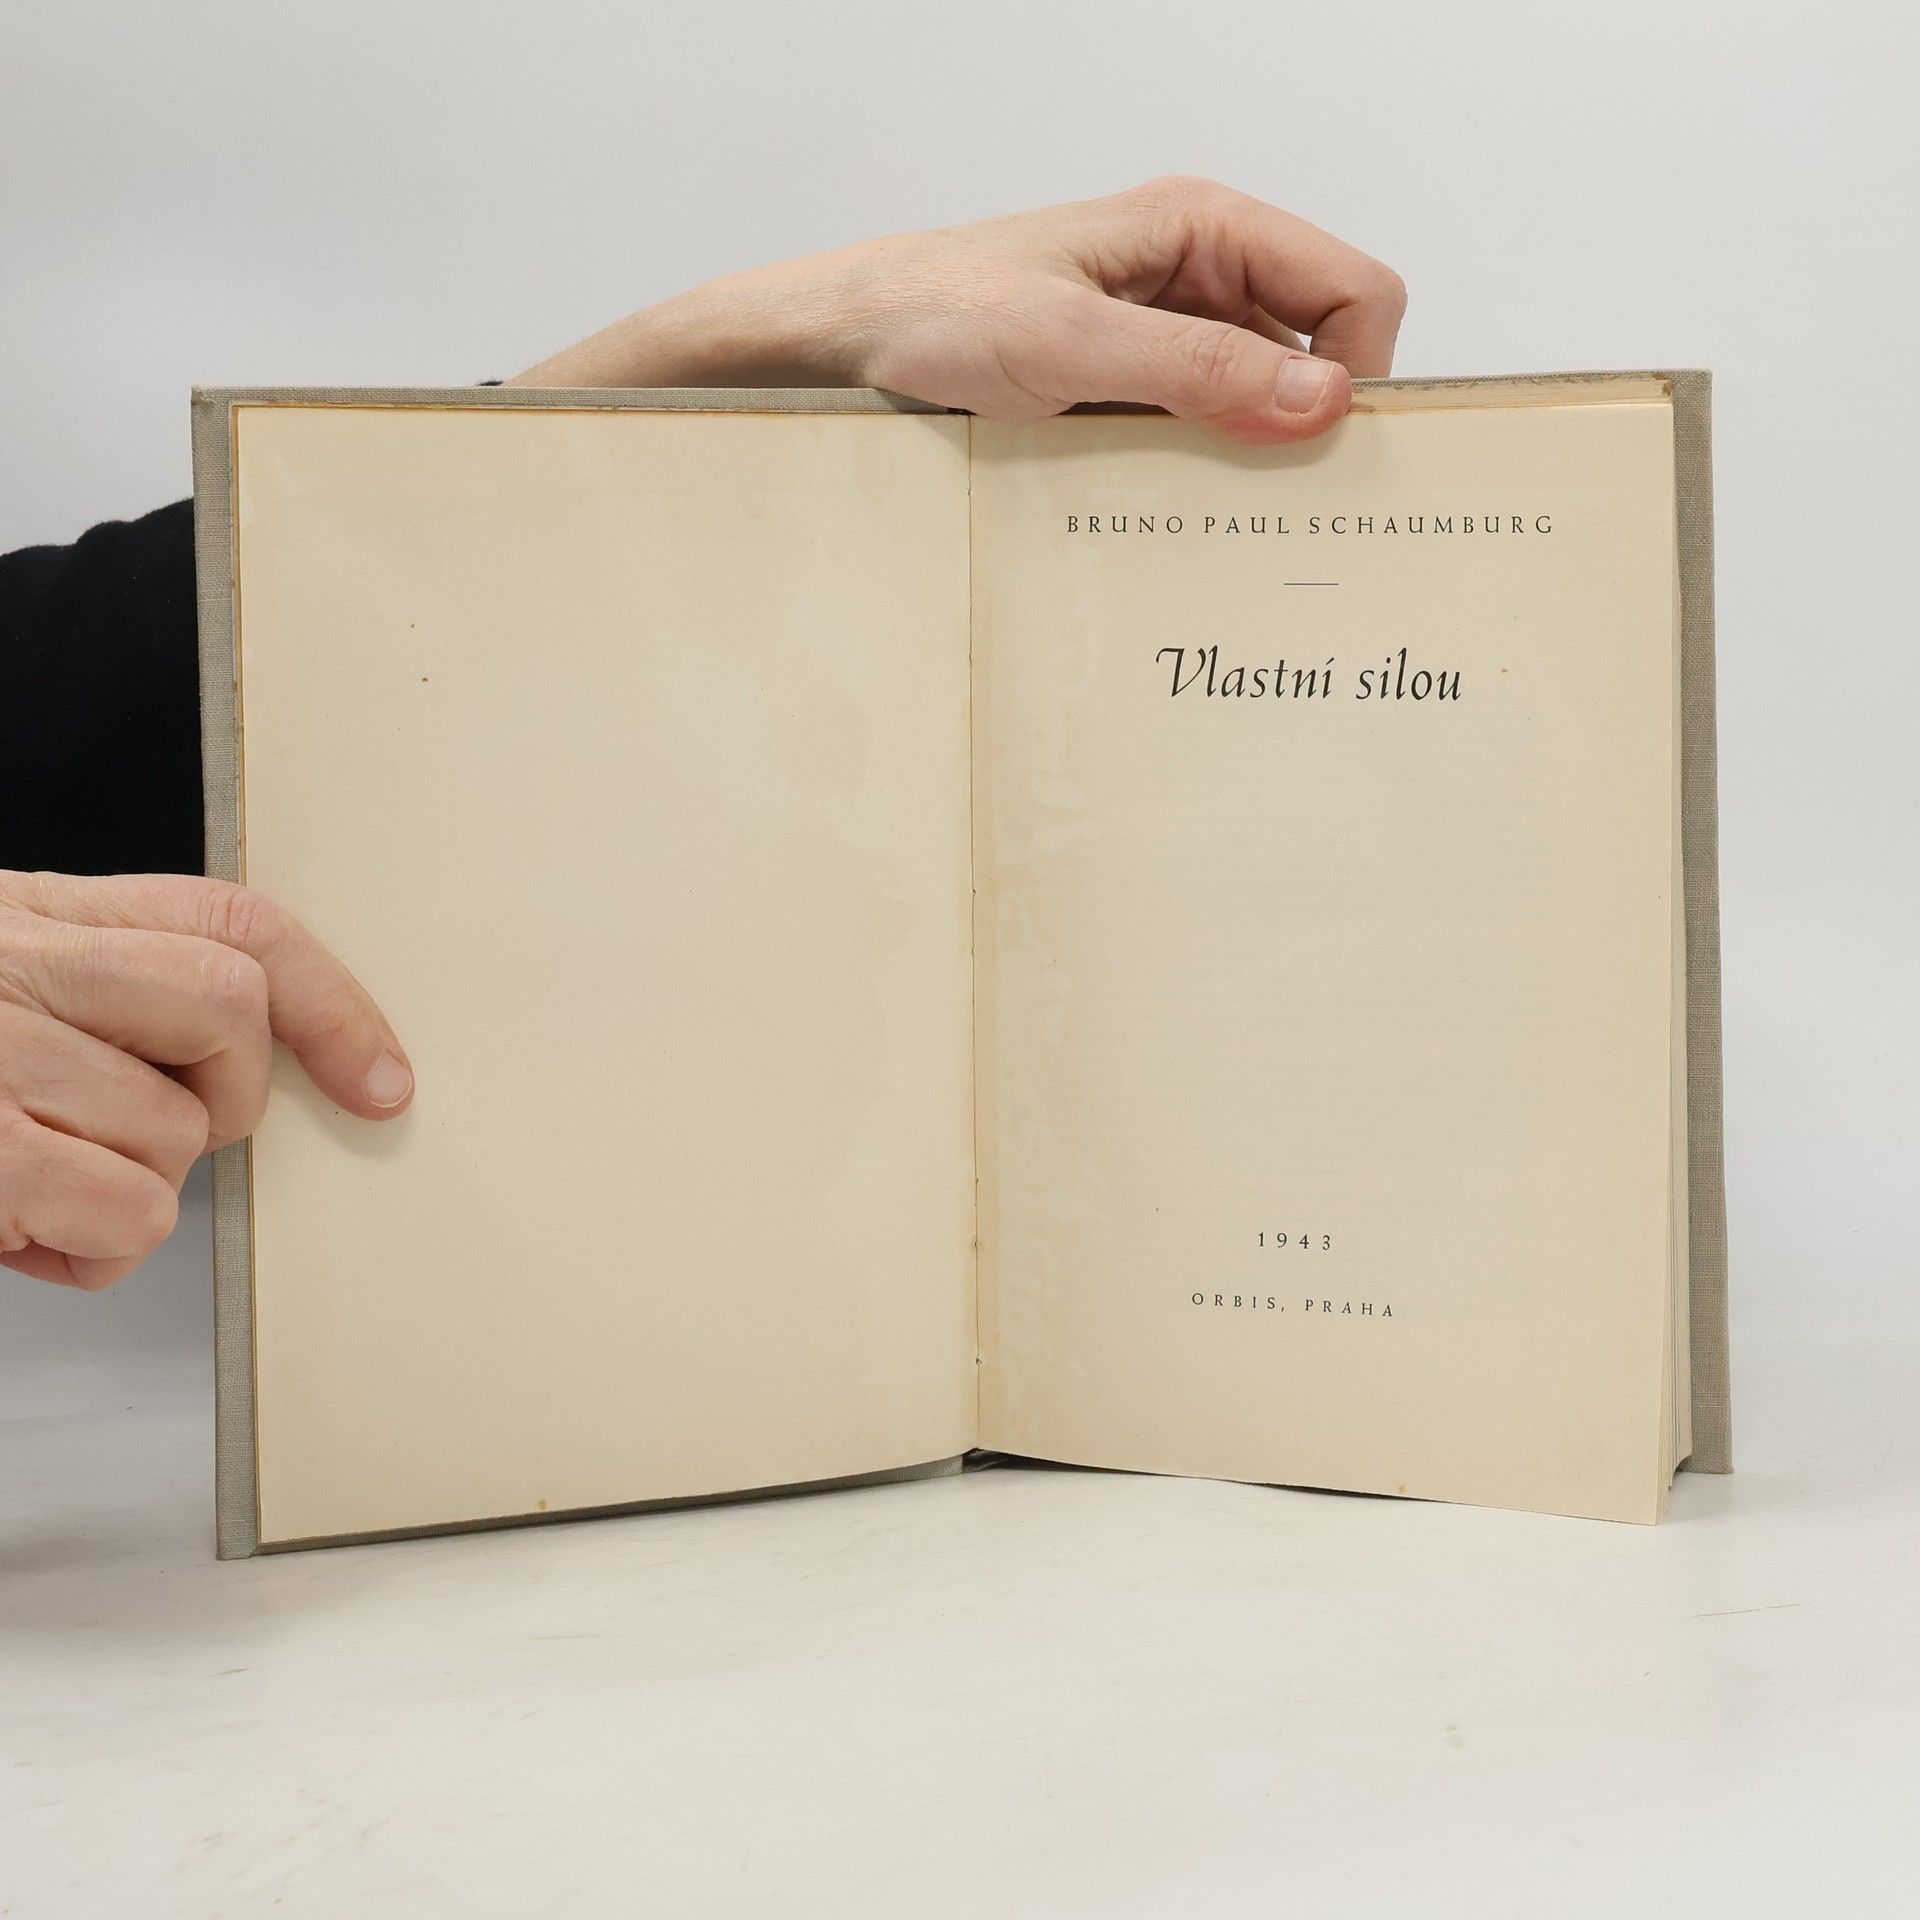 BRUNO PAUL SCHAUMBURG
Vlastní silou
1943
ORBIS, PRAHA